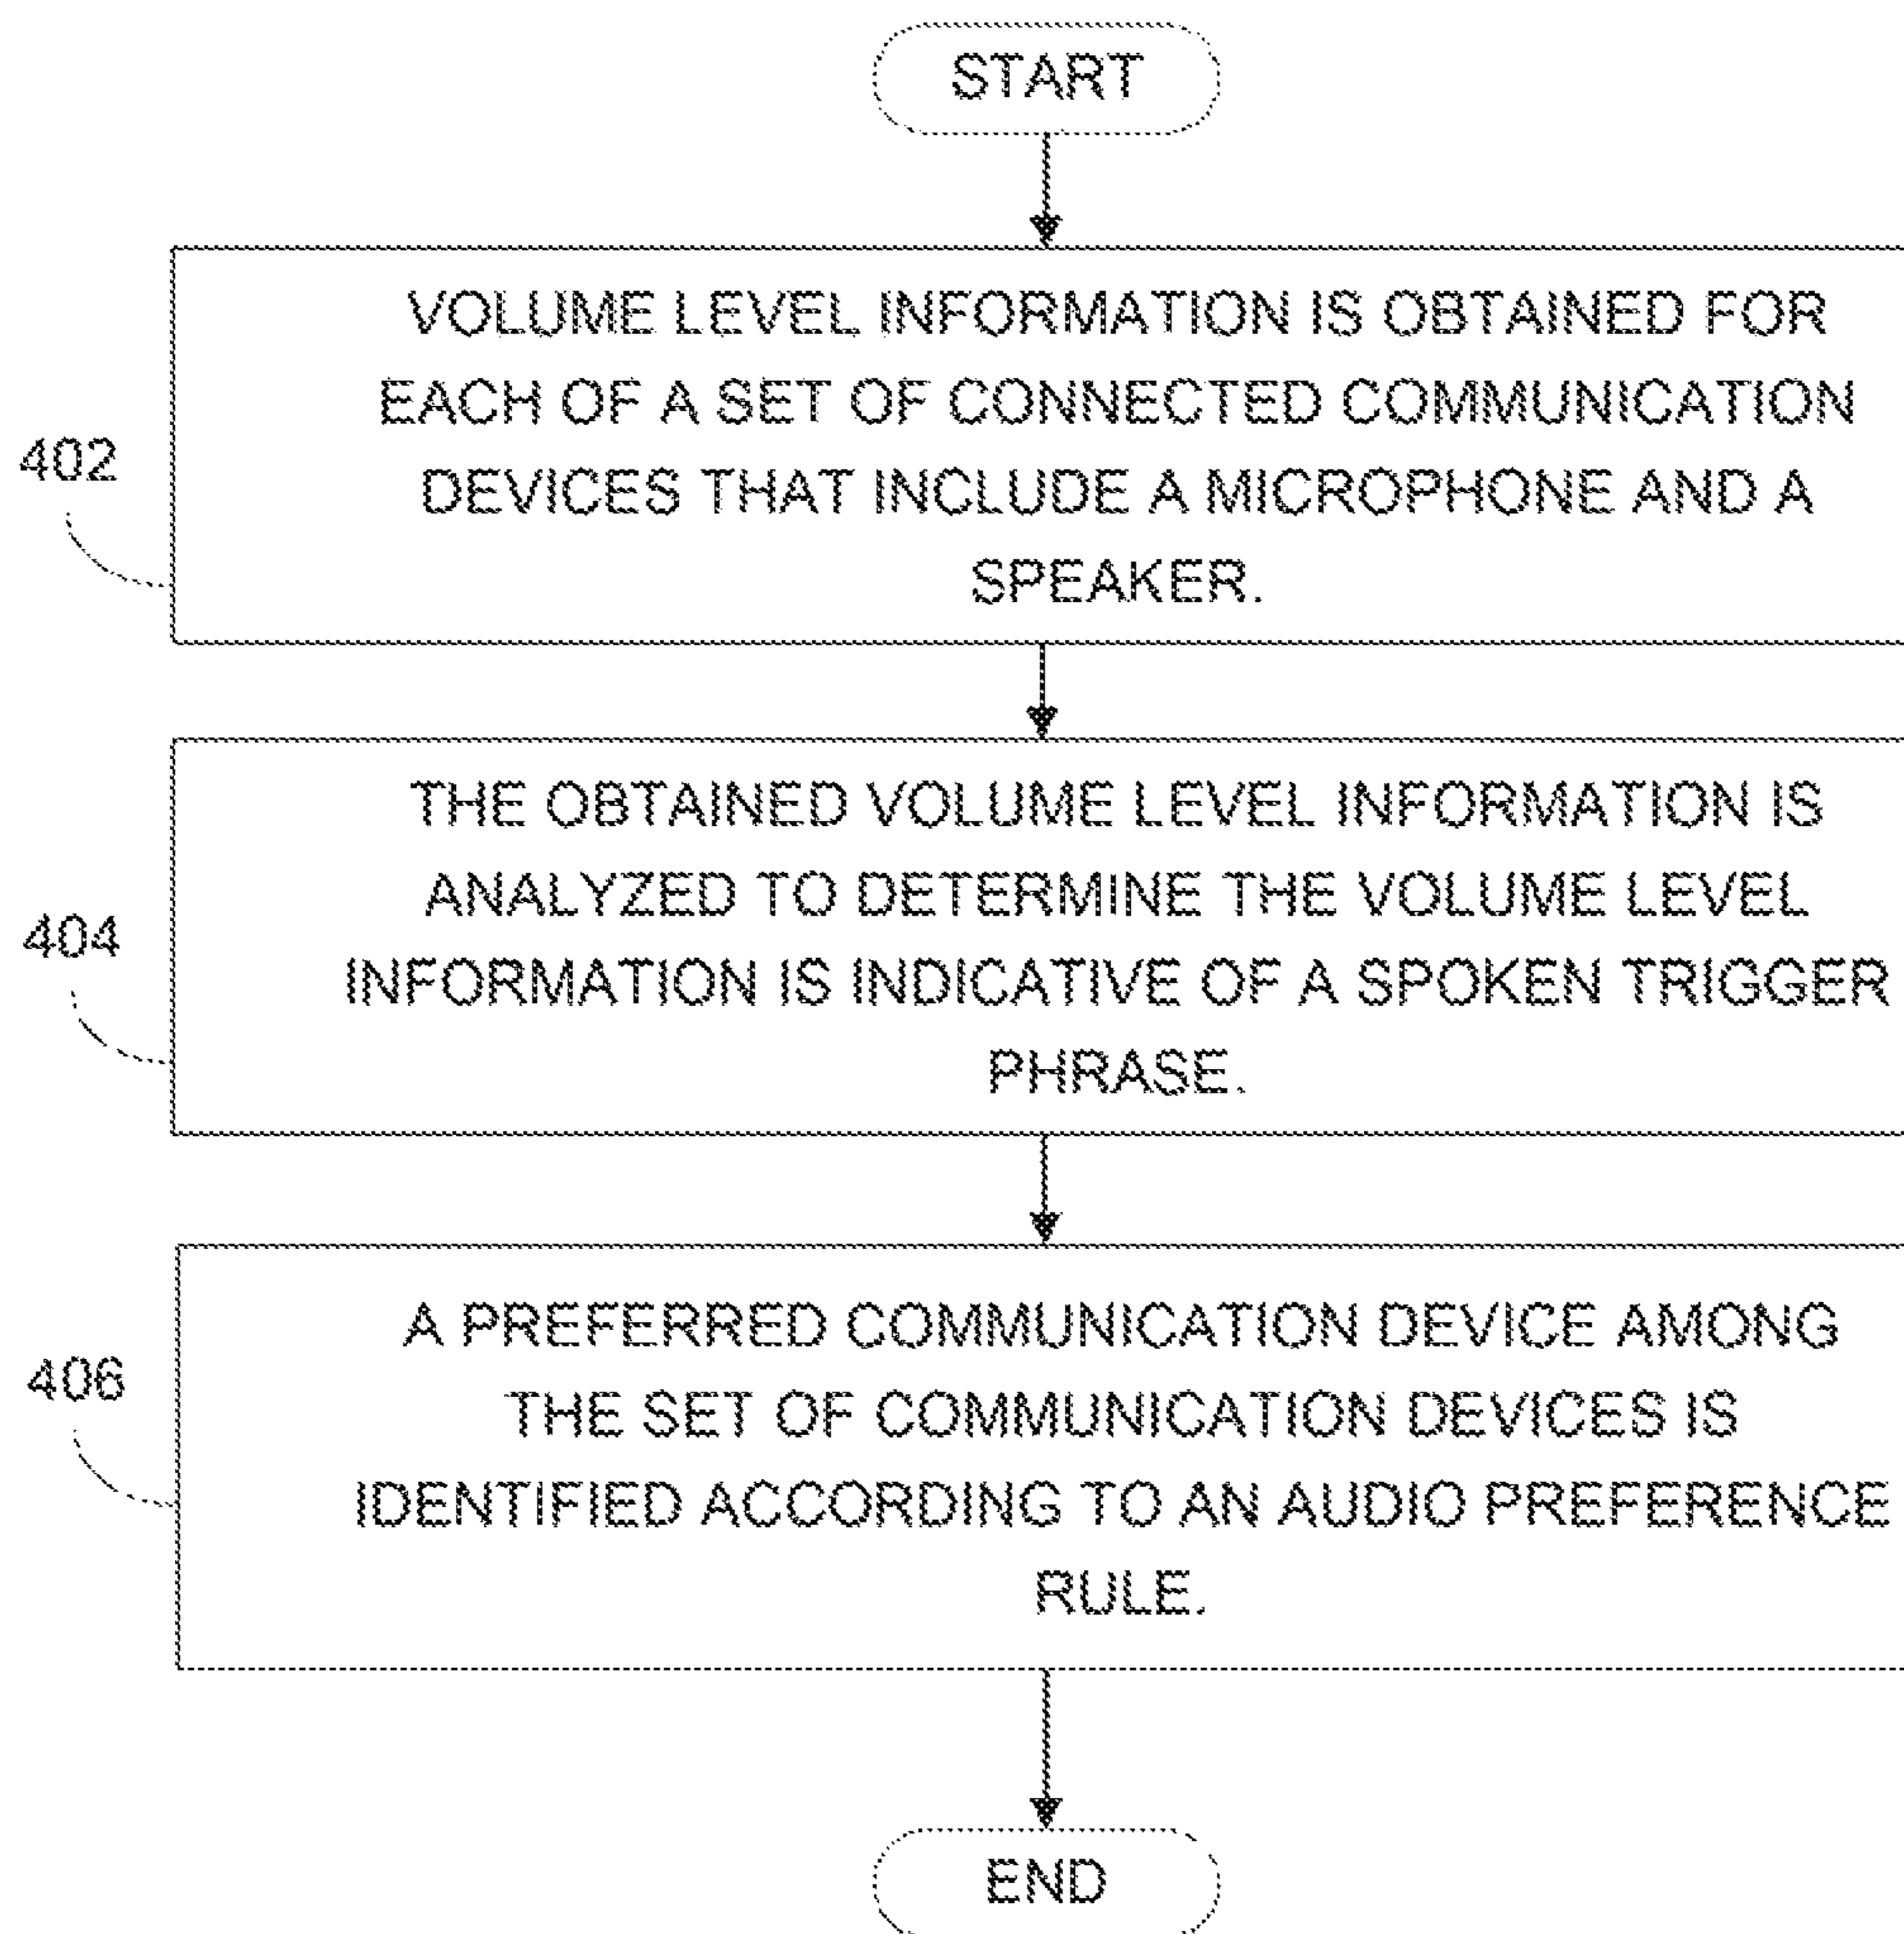 START
VOLUME LEVEL INFORMATION IS OBTAINED FOR
EACH OF A SET OF CONNECTED COMMUNICATION
DEVICES THAT INCLUDE A MICROPHONE AND A
SPEAKER.
402
THE OBTAINED VOLUME LEVEL INFORMATION IS
ANALYZED TO DETERMINE THE VOLUME LEVEL
INFORMATION IS INDICATIVE OF A SPOKEN TRIGGER
PHRASE.
404
A PREFERRED COMMUNICATION DEVICE AMONG
THE SET OF COMMUNICATION DEVICES IS
IDENTIFIED ACCORDING TO AN AUDIO PREFERENCE
RULE.
406
END